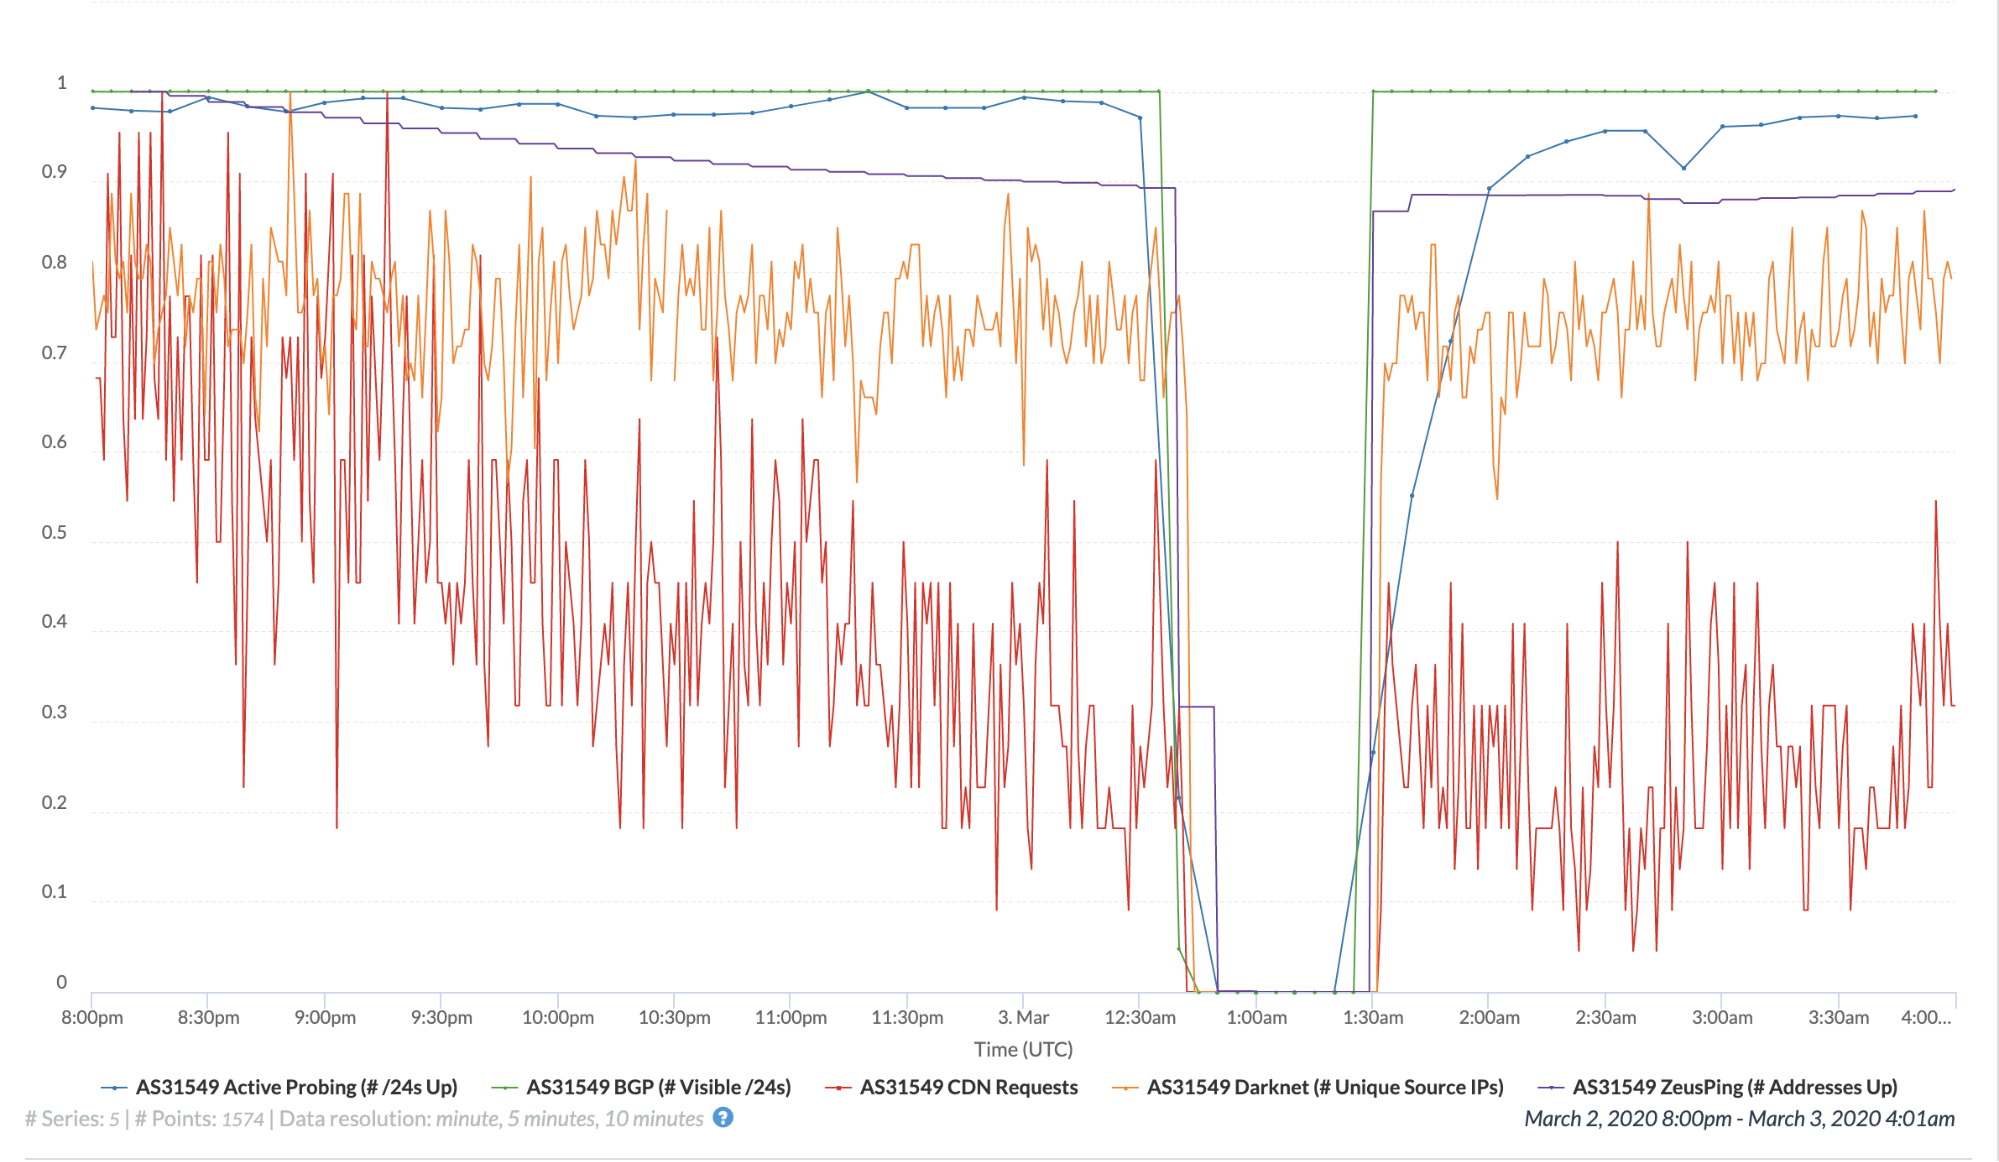 1
0.9
0.8
0.7
0.6
0.5
0.4
0.3
0.2
0.1
0
8:00pm 8:30pm 9:00pm 9:30pm 10:00pm 10:30pm 11:00pm 11:30pm 3. Mar 12:30am 1:00am 1:30am 2:00am 2:30am 3:00am 3:30am 4:00...
Time (UTC)
AS31549 Active Probing (# /24s Up) AS31549 BGP (# Visible /24s) AS31549 CDN Requests AS31549 Darknet (# Unique Source IPs) AS31549 ZeusPing (# Addresses Up)
# Series: 5 | # Points: 1574 | Data resolution: minute, 5 minutes, 10 minutes ? March 2, 2020 8:00pm - March 3, 2020 4:01am